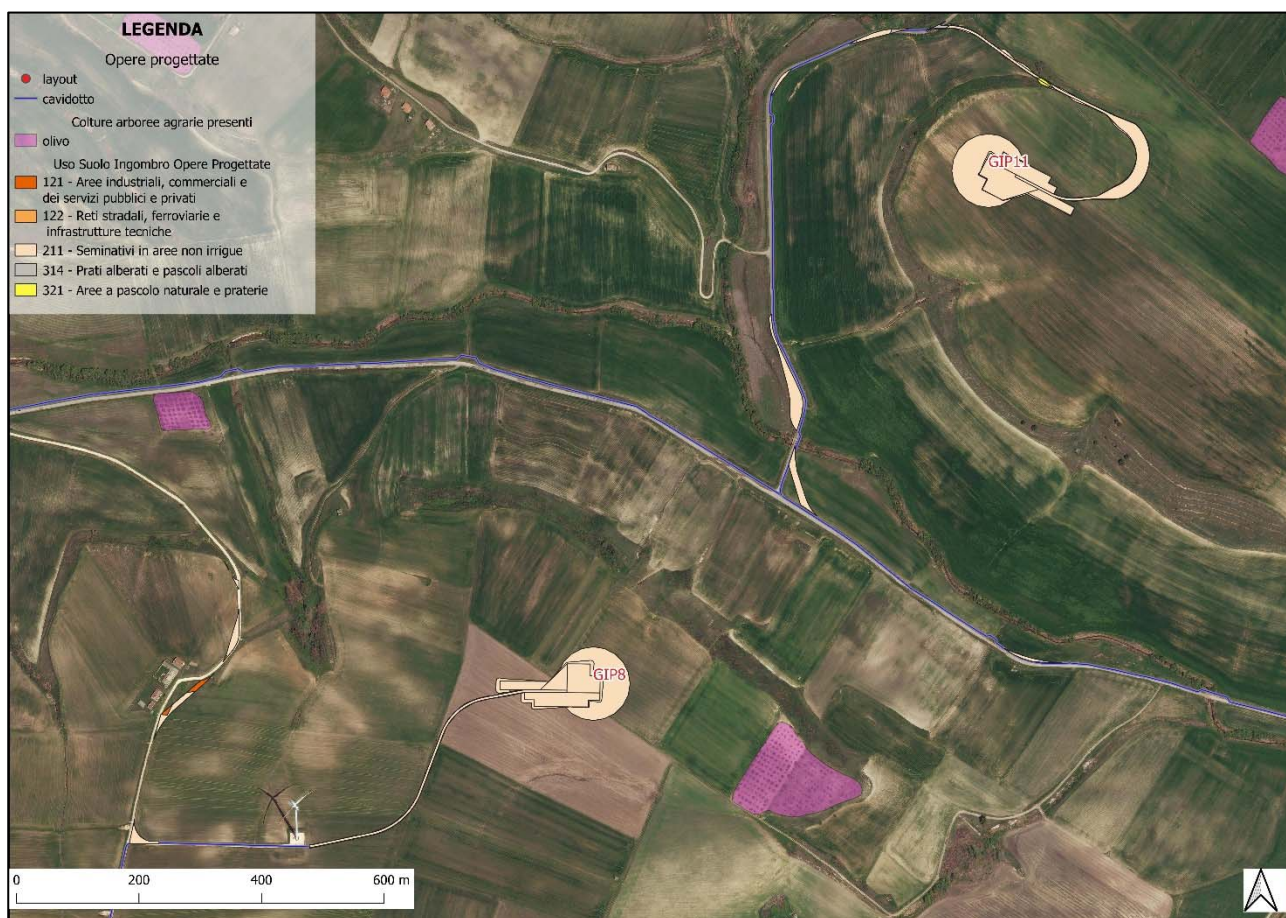 LEGENDA
Opere progettate
layout
cavidotto
Colture arboree agrarie presenti
olivo
Uso Suolo Ingombro Opere Progettate
121 - Aree industriali, commerciali e
dei servizi pubblici e privati
122 - Reti stradali, ferroviarie e
infrastrutture tecniche
211 - Seminativi in aree non irrigue
314 - Prati alberati e pascoli alberati
321 - Aree a pascolo naturale e praterie
GIP11
GIP8
0 200 400 600 m